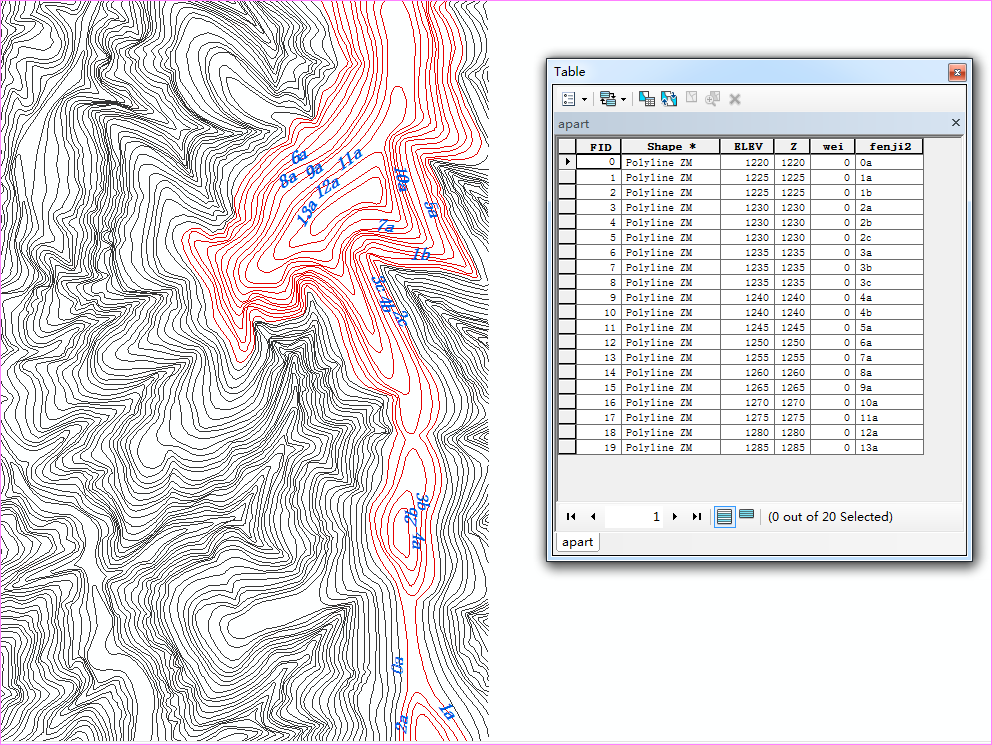 Table
apart
FID Shape * ELEV Z wei fenji2
0 Polyline ZM 1220 1220 0 0a
1 Polyline ZM 1225 1225 0 1a
2 Polyline ZM 1225 1225 0 1b
3 Polyline ZM 1230 1230 0 2a
4 Polyline ZM 1230 1230 0 2b
5 Polyline ZM 1230 1230 0 2c
6 Polyline ZM 1235 1235 0 3a
7 Polyline ZM 1235 1235 0 3b
8 Polyline ZM 1235 1235 0 3c
9 Polyline ZM 1240 1240 0 4a
10 Polyline ZM 1240 1240 0 4b
11 Polyline ZM 1245 1245 0 5a
12 Polyline ZM 1250 1250 0 6a
13 Polyline ZM 1255 1255 0 7a
14 Polyline ZM 1260 1260 0 8a
15 Polyline ZM 1265 1265 0 9a
16 Polyline ZM 1270 1270 0 10a
17 Polyline ZM 1275 1275 0 11a
18 Polyline ZM 1280 1280 0 12a
19 Polyline ZM 1285 1285 0 13a
1
(0 out of 20 Selected)
apart
6a
11a
9a
8a
12a
10a
13a
5a
7a
1b
3c
4b
2c
3b
2b
4a
0a
1a
2a